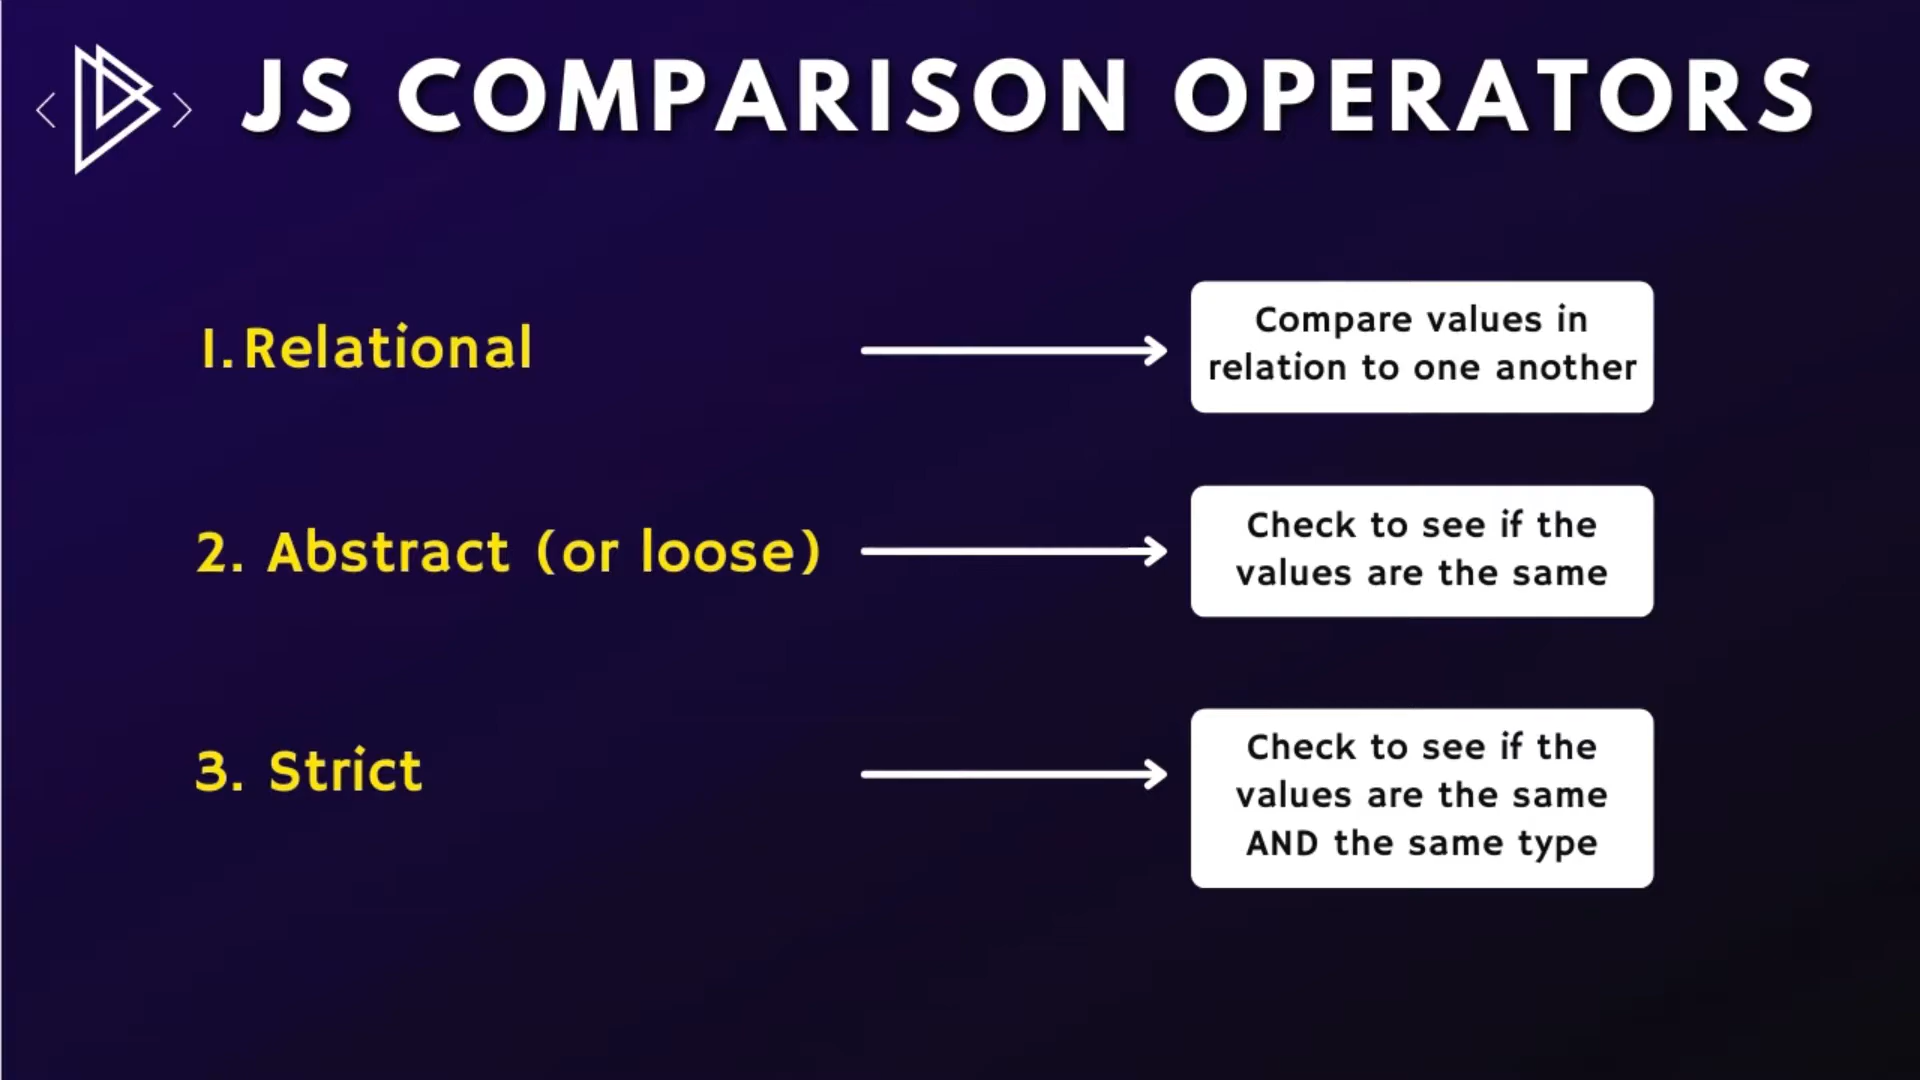 JS COMPARISON OPERATORS
1. Relational
Compare values in
relation to one another
2. Abstract (or loose)
Check to see if the
values are the same
3. Strict
Check to see if the
values are the same
AND the same type